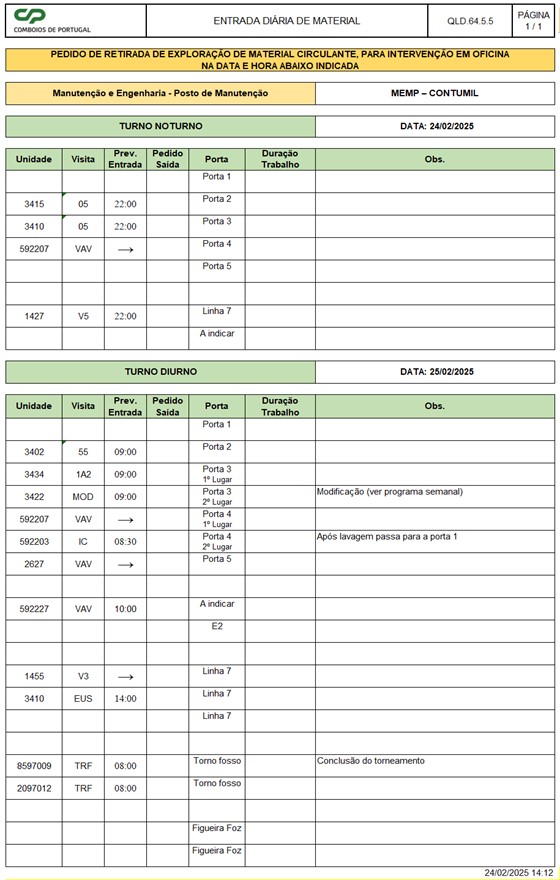 CP
COMBOIOS DE PORTUGAL
ENTRADA DIÁRIA DE MATERIAL
QLD.64.5.5
PÁGINA
1 / 1
PEDIDO DE RETIRADA DE EXPLORAÇÃO DE MATERIAL CIRCULANTE, PARA INTERVENÇÃO EM OFICINA
NA DATA E HORA ABAIXO INDICADA
Manutenção e Engenharia - Posto de Manutenção MEMP – CONTUMIL
TURNO NOTURNO DATA: 24/02/2025
Unidade Visita Prev. Entrada Pedido Saída Porta Duração Trabalho Obs.
Porta 1
3415 05 22:00 Porta 2
3410 05 22:00 Porta 3
592207 VAV → Porta 4
Porta 5
1427 V5 22:00 Linha 7
A indicar
TURNO DIURNO DATA: 25/02/2025
Unidade Visita Prev. Entrada Pedido Saída Porta Duração Trabalho Obs.
Porta 1
3402 55 09:00 Porta 2
3434 1A2 09:00 Porta 3 1º Lugar
3422 MOD 09:00 Porta 3 2º Lugar Modificação (ver programa semanal)
592207 VAV → Porta 4 1º Lugar
592203 IC 08:30 Porta 4 2º Lugar Após lavagem passa para a porta 1
2627 VAV → Porta 5
592227 VAV 10:00 A indicar
E2
1455 V3 → Linha 7
3410 EUS 14:00 Linha 7
Linha 7
8597009 TRF 08:00 Torno fosso Conclusão do torneamento
2097012 TRF 08:00 Torno fosso
Figueira Foz
Figueira Foz
24/02/2025 14:12